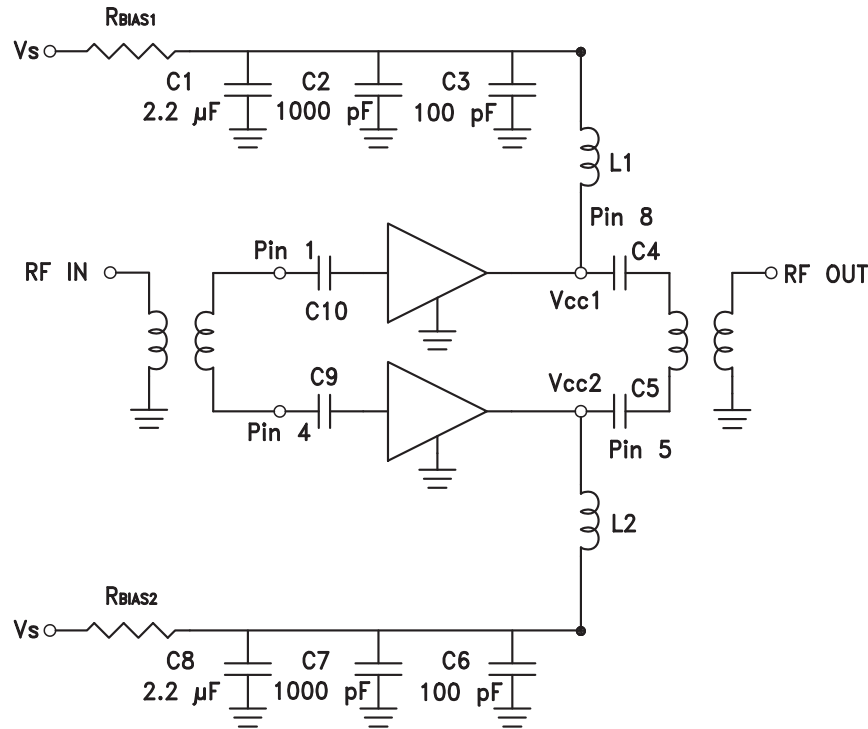 RBIAS1
Vs
C1
2.2 µF
C2
1000 pF
C3
100 pF
L1
Pin 8
RF IN
Pin 1
C10
C4
Vcc1
RF OUT
C9
Pin 4
Vcc2
C5
Pin 5
L2
RBIAS2
Vs
C8
2.2 µF
C7
1000 pF
C6
100 pF